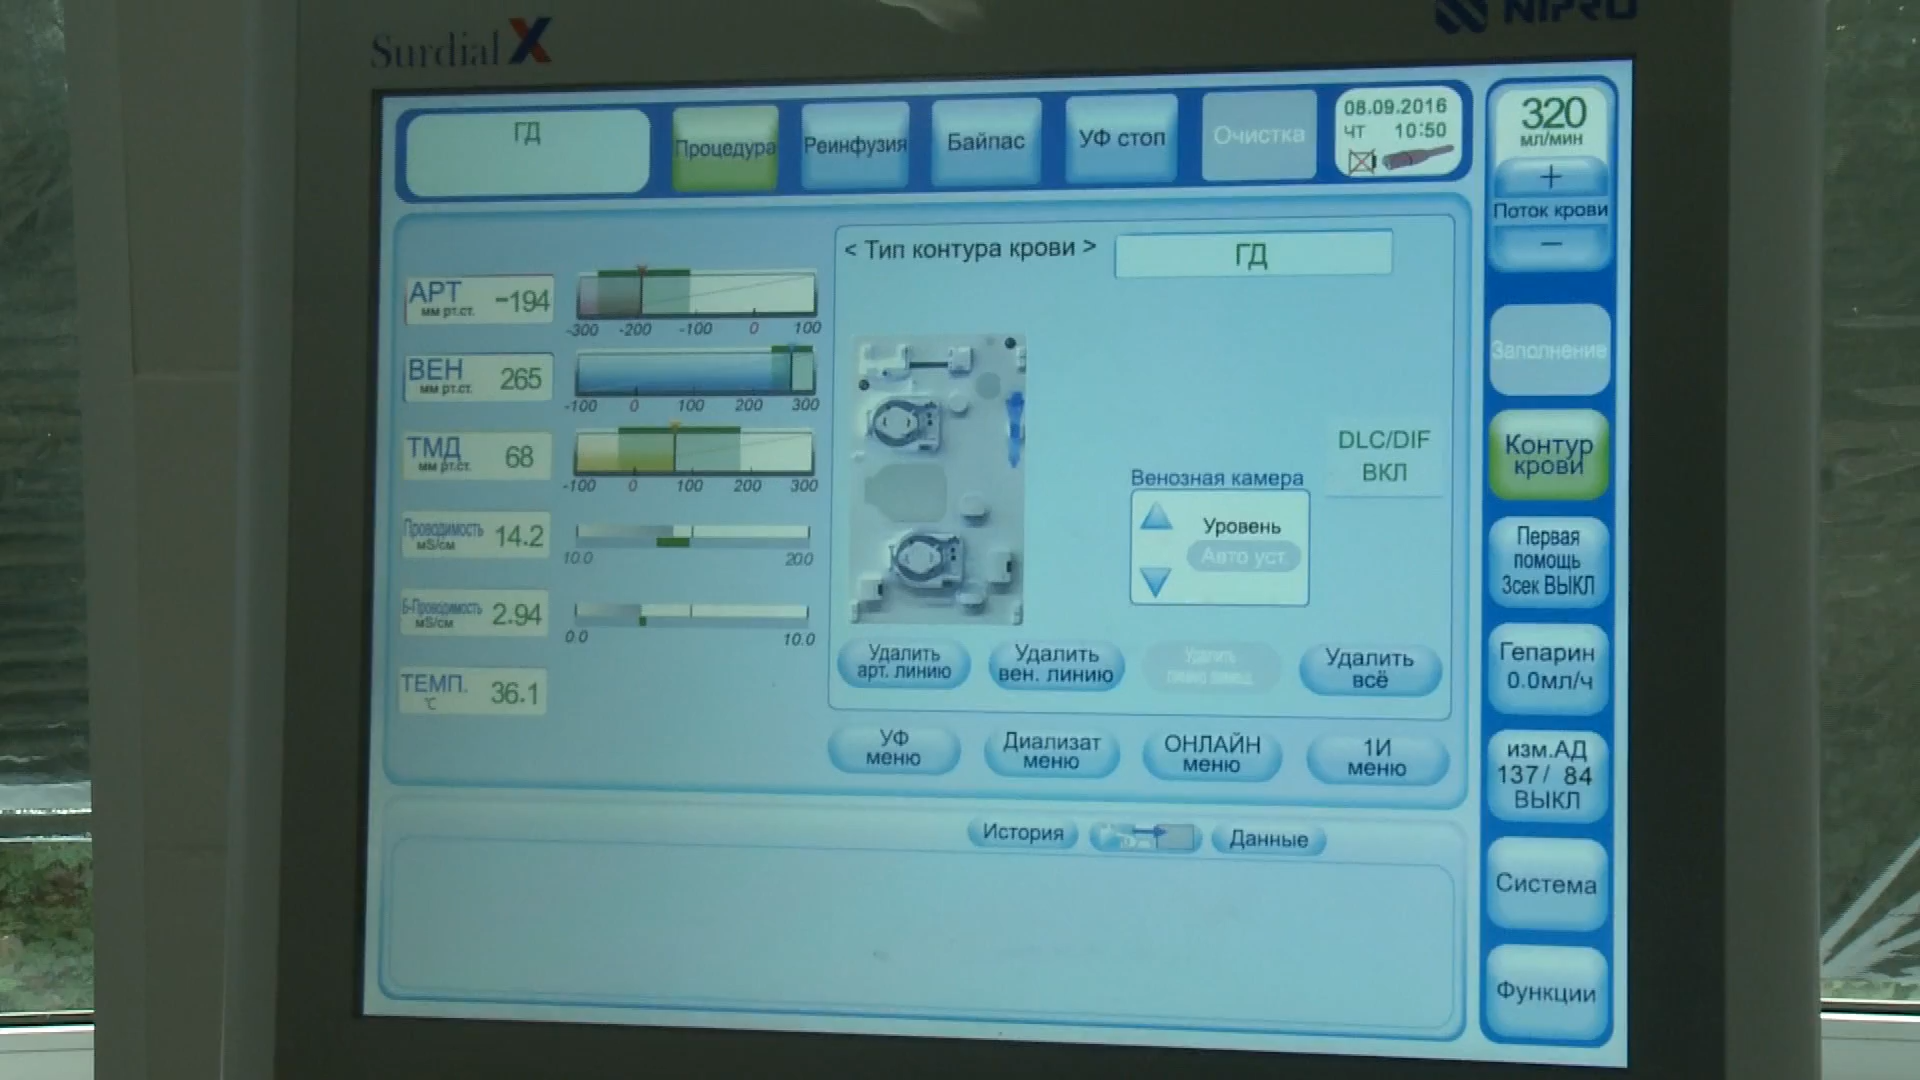 Surdial X
NIPRO
ГД
Процедура
Реинфузия
Байпас
УФ стоп
Очистка
08.09.2016
ЧТ 10:50
320
мл/мин
+
Поток крови
−
Заполнение
Контур
крови
Первая
помощь
3сек ВЫКЛ
Гепарин
0.0мл/ч
изм.АД
137/ 84
ВЫКЛ
Система
Функции
АРТ
мм рт.ст.
-194
-300 -200 -100 0 100
ВЕН
мм рт.ст.
265
-100 0 100 200 300
ТМД
мм рт.ст.
68
-100 0 100 200 300
Проводимость
мS/см
14.2
10.0 20.0
Б-Проводимость
мS/см
2.94
0.0 10.0
ТЕМП.
°С
36.1
< Тип контура крови >
ГД
DLC/DIF
ВКЛ
Венозная камера
Уровень
Авто уст.
Удалить
арт. линию
Удалить
вен. линию
Удалить
Удалить
всё
УФ
меню
Диализат
меню
ОНЛАЙН
меню
1И
меню
История
Данные